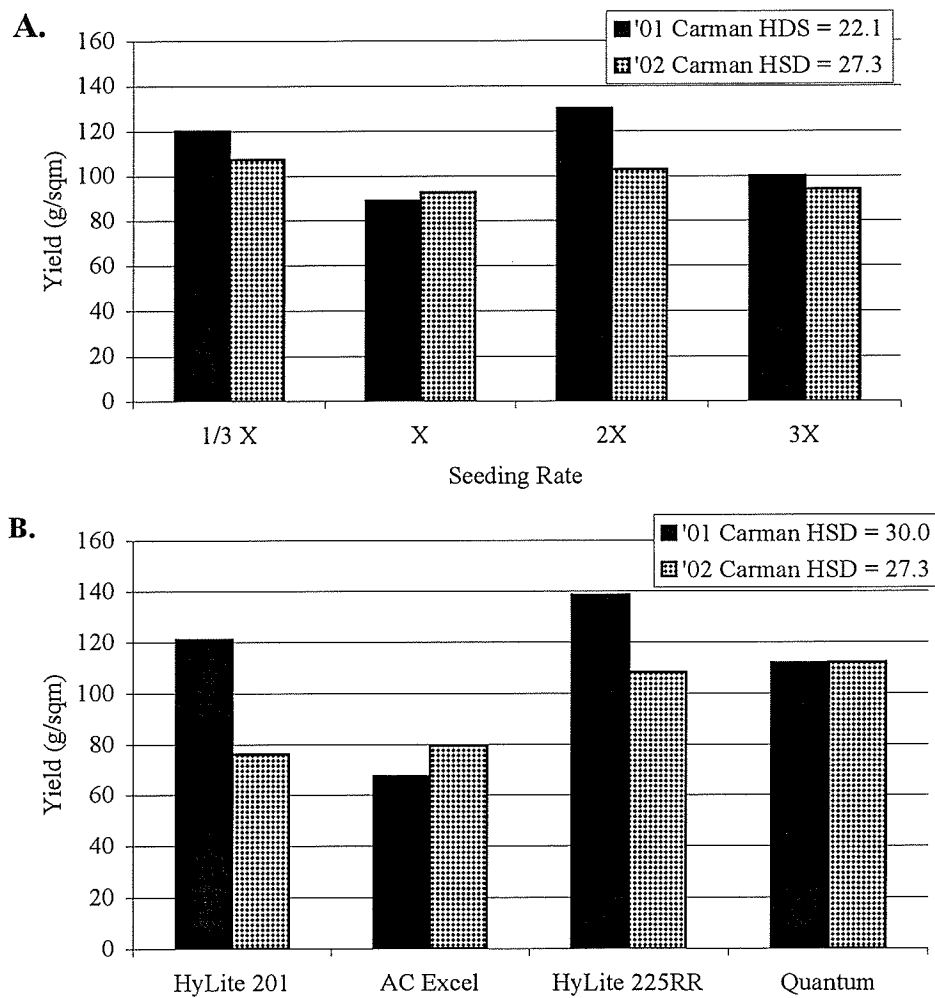 A.
'01 Carman HDS = 22.1
'02 Carman HSD = 27.3
160
140
120
100
80
60
40
20
0
Yield (g/sqm)
1/3 X X 2X 3X
Seeding Rate
B.
'01 Carman HSD = 30.0
'02 Carman HSD = 27.3
160
140
120
100
80
60
40
20
0
Yield (g/sqm)
HyLite 201 AC Excel HyLite 225RR Quantum